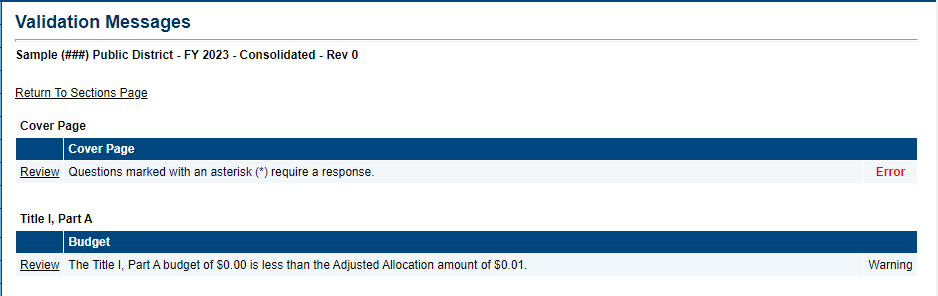 Validation Messages
Sample (###) Public District - FY 2023 - Consolidated - Rev 0
Return To Sections Page
Cover Page
Cover Page
Review Questions marked with an asterisk (*) require a response. Error
Title I, Part A
Budget
Review The Title I, Part A budget of $0.00 is less than the Adjusted Allocation amount of $0.01. Warning